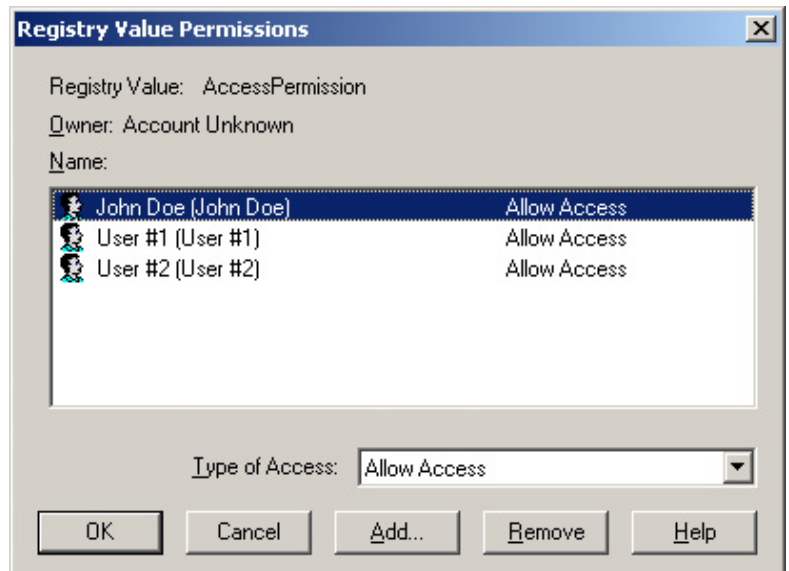 Registry Value Permissions
Registry Value: AccessPermission
Owner: Account Unknown
Name:
John Doe (John Doe) Allow Access
User #1 (User #1) Allow Access
User #2 (User #2) Allow Access
Type of Access: Allow Access
OK Cancel Add... Remove Help